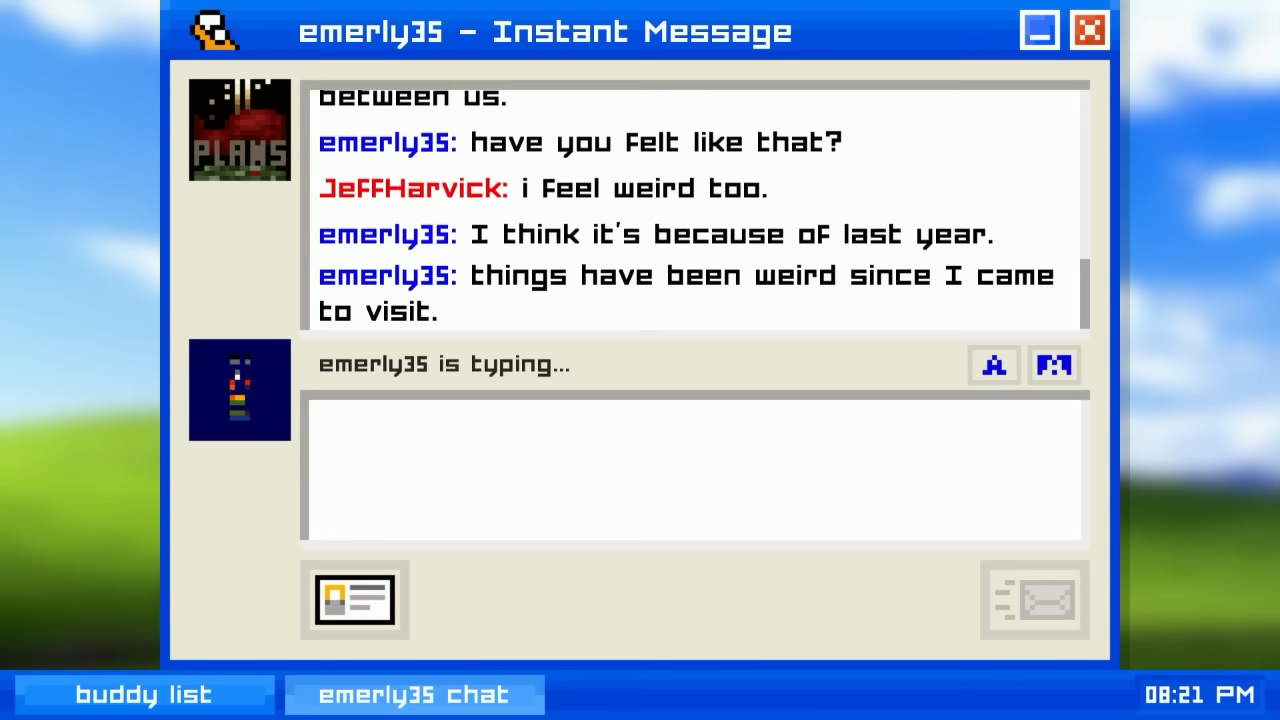 emerly35 - Instant Message
between us.
emerly35: have you felt like that?
JeffHarvick: i feel weird too.
emerly35: I think it's because of last year.
emerly35: things have been weird since I came
to visit.
PLANS
emerly35 is typing...
A
buddy list
emerly35 chat
08:21 PM